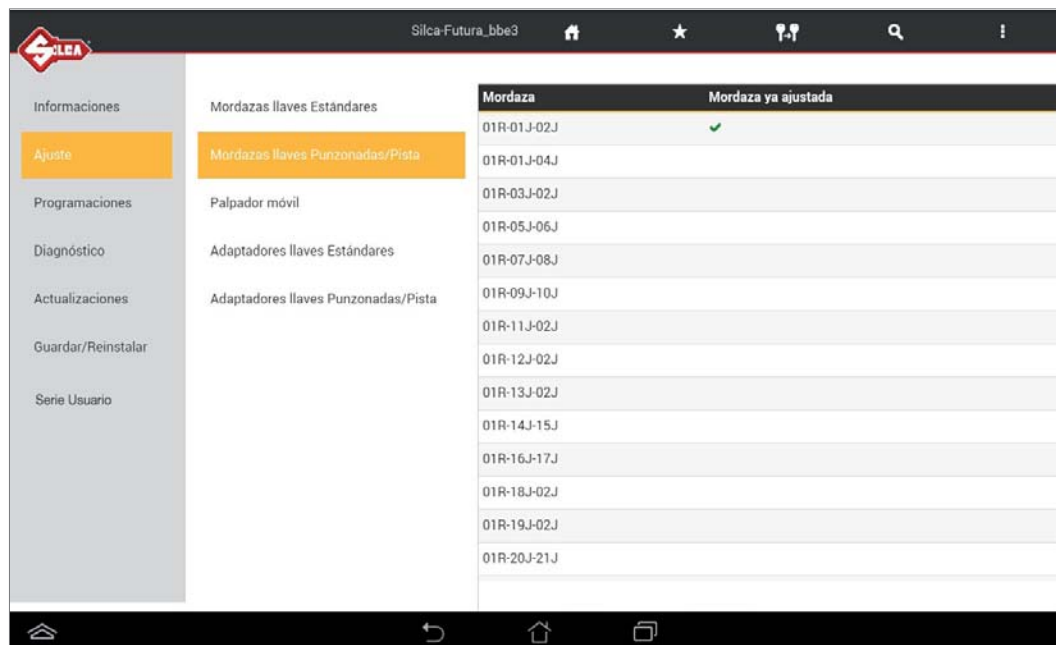 Silca-Futura_bbe3
SILCA
Informaciones
Ajuste
Programaciones
Diagnóstico
Actualizaciones
Guardar/Reinstalar
Serie Usuario
Mordazas llaves Estándares
Mordazas llaves Punzonadas/Pista
Palpador móvil
Adaptadores llaves Estándares
Adaptadores llaves Punzonadas/Pista
Mordaza Mordaza ya ajustada
01R-01J-02J
01R-01J-04J
01R-03J-02J
01R-05J-06J
01R-07J-08J
01R-09J-10J
01R-11J-02J
01R-12J-02J
01R-13J-02J
01R-14J-15J
01R-16J-17J
01R-18J-02J
01R-19J-02J
01R-20J-21J